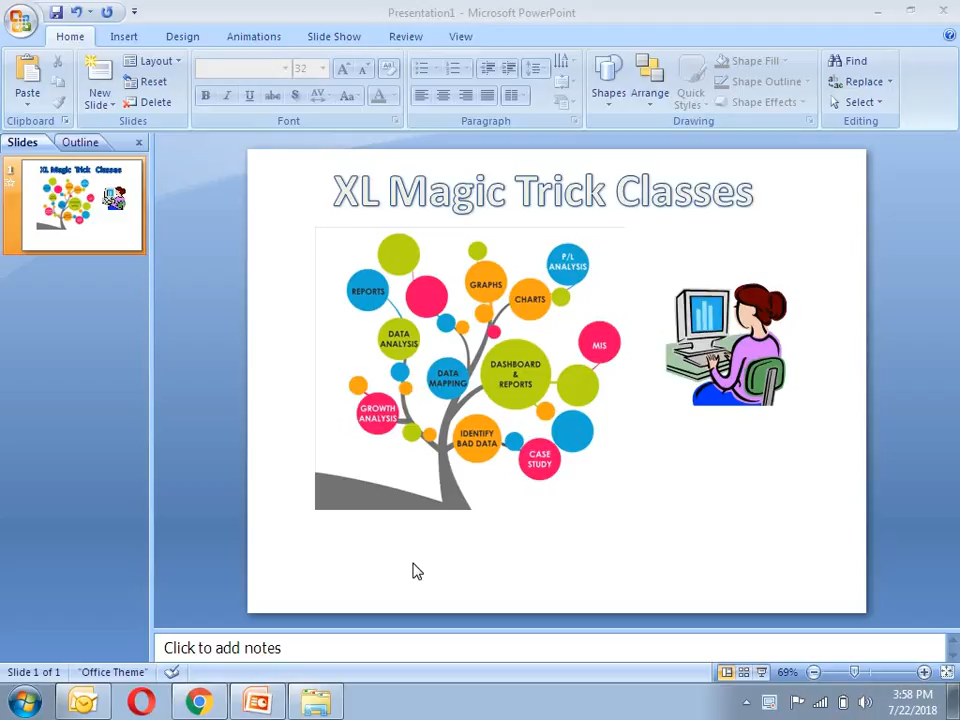 Presentation1 - Microsoft PowerPoint
Home Insert Design Animations Slide Show Review View
Paste
Clipboard
New
Slide
Layout
Reset
Delete
Slides
32
B I U abc S AV Aa A
Font
Paragraph
Shapes
Arrange
Quick
Styles
Shape Fill
Shape Outline
Shape Effects
Drawing
Find
Replace
Select
Editing
Slides Outline
1
XL Magic Trick Classes
XL Magic Trick Classes
P/L
ANALYSIS
GRAPHS
REPORTS
CHARTS
DATA
ANALYSIS
MIS
DASHBOARD
&
REPORTS
DATA
MAPPING
GROWTH
ANALYSIS
IDENTIFY
BAD DATA
CASE
STUDY
Click to add notes
Slide 1 of 1 "Office Theme" 69%
3:58 PM
7/22/2018